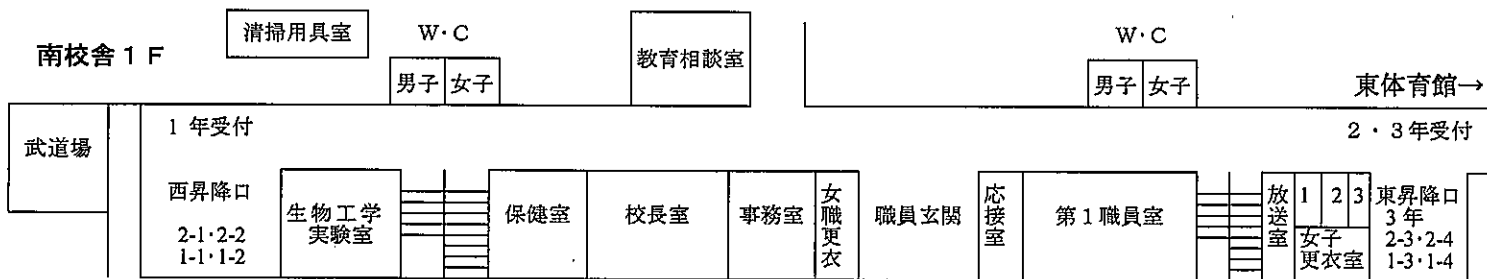 南校舎1F
清掃用具室
W・C
男子 女子
教育相談室
W・C
男子 女子
東体育館→
武道場
1年受付
2・3年受付
西昇降口
2-1・2-2
1-1・1-2
生物工学
実験室
保健室
校長室
事務室
女職更衣
職員玄関
応接室
第1職員室
放送室
1 2 3
女子
更衣室
東昇降口
3年
2-3・2-4
1-3・1-4